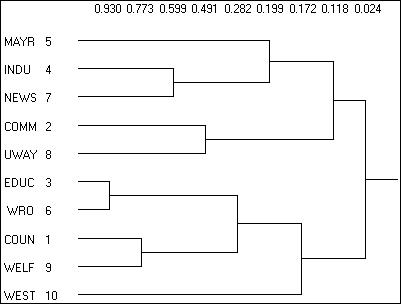 0.930 0.773 0.599 0.491 0.282 0.199 0.172 0.118 0.024
MAYR 5
INDU 4
NEWS 7
COMM 2
UWAY 8
EDUC 3
WRO 6
COUN 1
WELF 9
WEST 10